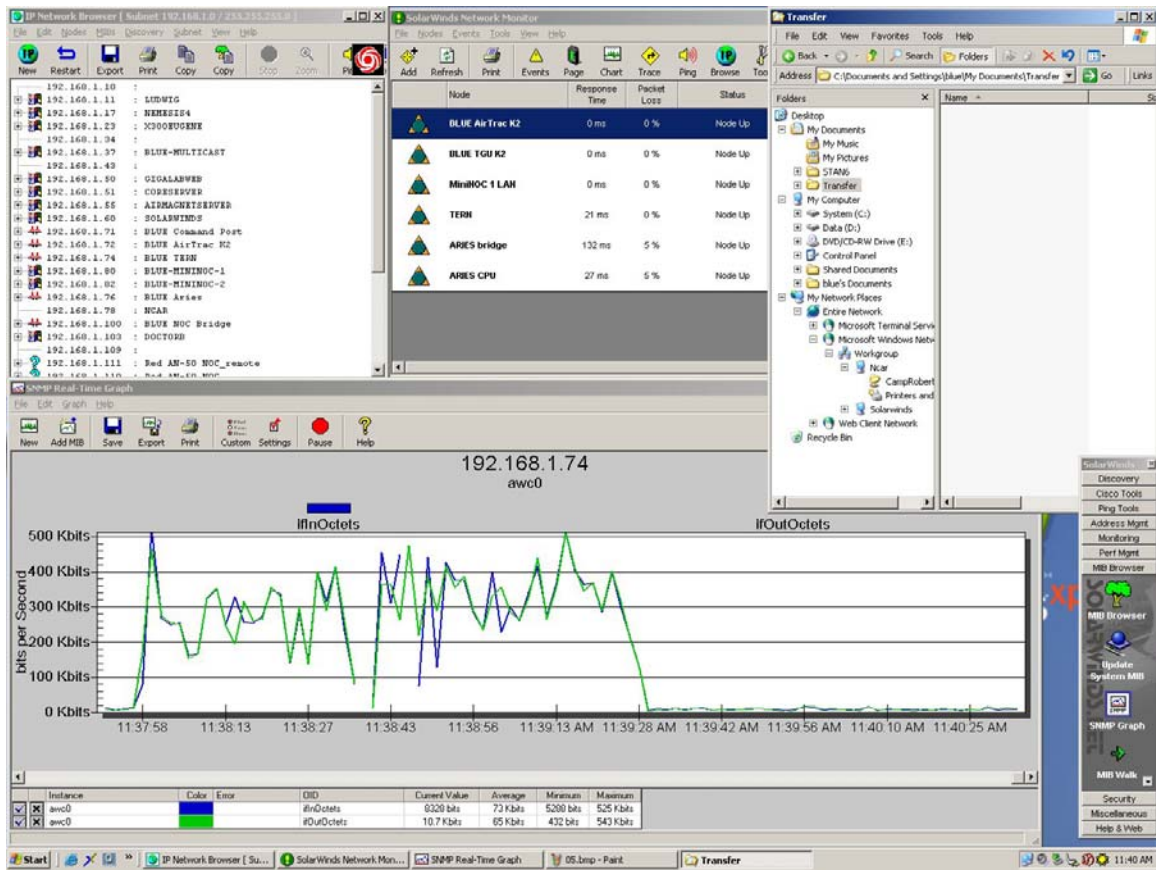 IP Network Browser [ Subnet 192.168.1.0 / 255.255.255.0 ]
File Edit Nodes MIBs Discovery Subnet View Help
New Restart Export Print Copy Copy Stop Zoom
192.168.1.10 :
192.168.1.11 : LUDWIG
192.168.1.17 : NEMESIS4
192.168.1.23 : X300EUGENE
192.168.1.34 :
192.168.1.37 : BLUE-MULTICAST
192.168.1.43 :
192.168.1.50 : GIGALABWEB
192.168.1.51 : CORESERVER
192.168.1.55 : AIRMAGNETSERVER
192.168.1.60 : SOLARWINDS
192.168.1.71 : BLUE Command Post
192.168.1.72 : BLUE AirTrac K2
192.168.1.74 : BLUE TERN
192.168.1.80 : BLUE-MININOC-1
192.168.1.82 : BLUE-MININOC-2
192.168.1.76 : BLUE Aries
192.168.1.78 : NCAR
192.168.1.100 : BLUE NOC Bridge
192.168.1.103 : DOCTORB
192.168.1.109 :
192.168.1.111 : Red AN-50 NOC_remote
192.168.1.110 : Red AN-50 NOC
SolarWinds Network Monitor
File Nodes Events Tools View Help
Add Refresh Print Events Page Chart Trace Ping Browse Too
Node Response Time Packet Loss Status
BLUE AirTrac K2 0 ms 0 % Node Up
BLUE TGU K2 0 ms 0 % Node Up
MiniNOC 1 LAN 0 ms 0 % Node Up
TERN 21 ms 0 % Node Up
ARIES bridge 132 ms 5 % Node Up
ARIES CPU 27 ms 5 % Node Up
Transfer
File Edit View Favorites Tools Help
Back Search Folders
Address C:\Documents and Settings\blue\My Documents\Transfer Go Links
Folders Name
Desktop
My Documents
My Music
My Pictures
STAN6
Transfer
My Computer
System (C:)
Data (D:)
DVD/CD-RW Drive (E:)
Control Panel
Shared Documents
blue's Documents
My Network Places
Entire Network
Microsoft Terminal Servi
Microsoft Windows Netw
Workgroup
Ncar
CampRobert
Printers and
Solarwinds
Web Client Network
Recycle Bin
SNMP Real-Time Graph
File Edit Graph Help
New Add MIB Save Export Print Custom Settings Pause Help
192.168.1.74
awc0
ifInOctets ifOutOctets
bits per Second
500 Kbits
400 Kbits
300 Kbits
200 Kbits
100 Kbits
0 Kbits
11:37:58 11:38:13 11:38:27 11:38:43 11:38:56 11:39:13 AM 11:39:28 AM 11:39:42 AM 11:39:56 AM 11:40:10 AM 11:40:25 AM
Instance Color Error OID Current Value Average Minimum Maximum
awc0 ifInOctets 8328 bits 73 Kbits 5288 bits 525 Kbits
awc0 ifOutOctets 10.7 Kbits 65 Kbits 432 bits 543 Kbits
SolarWinds
Discovery
Cisco Tools
Ping Tools
Address Mgmt
Monitoring
Perf Mgmt
MIB Browser
MIB Browser
Update System MIB
SNMP Graph
MIB Walk
SOLARWINDS.NET
Security
Miscellaneous
Help & Web
xp
Start IP Network Browser [ Su... SolarWinds Network Mon... SNMP Real-Time Graph 05.bmp - Paint Transfer 11:40 AM